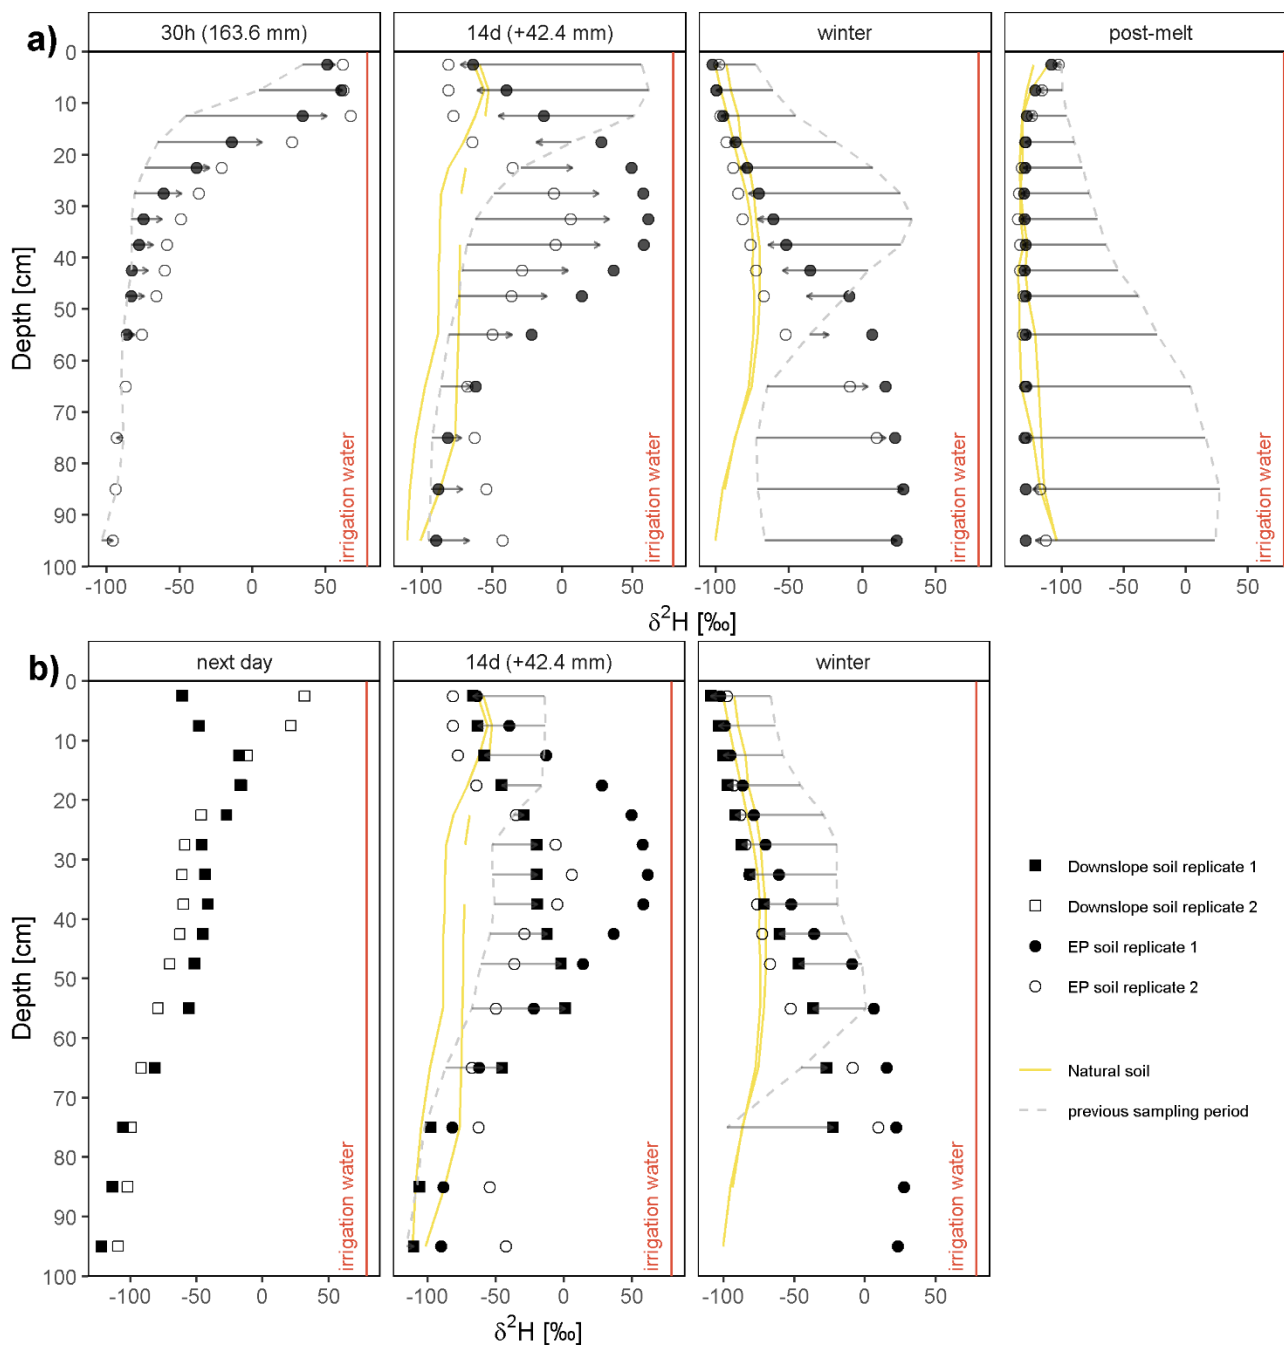 a)
30h (163.6 mm)
14d (+42.4 mm)
winter
post-melt
0
10
20
30
40
50
60
70
80
90
100
Depth [cm]
irrigation water
irrigation water
irrigation water
irrigation water
-100 -50 0 50
-100 -50 0 50
-100 -50 0 50
-100 -50 0 50
δ²H [‰]
b)
next day
14d (+42.4 mm)
winter
0
10
20
30
40
50
60
70
80
90
100
Depth [cm]
irrigation water
irrigation water
irrigation water
-100 -50 0 50
-100 -50 0 50
-100 -50 0 50
δ²H [‰]
Downslope soil replicate 1
Downslope soil replicate 2
EP soil replicate 1
EP soil replicate 2
Natural soil
previous sampling period